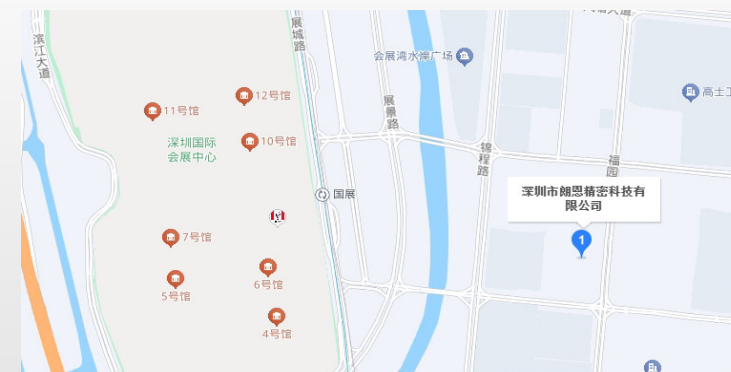 滨江大道
展城路
会展湾水岸广场
12号馆
11号馆
高士工
展景路
深圳国际
会展中心
10号馆
锦程路
福园
国展
深圳市朗恩精密科技有
限公司
1
7号馆
6号馆
5号馆
4号馆